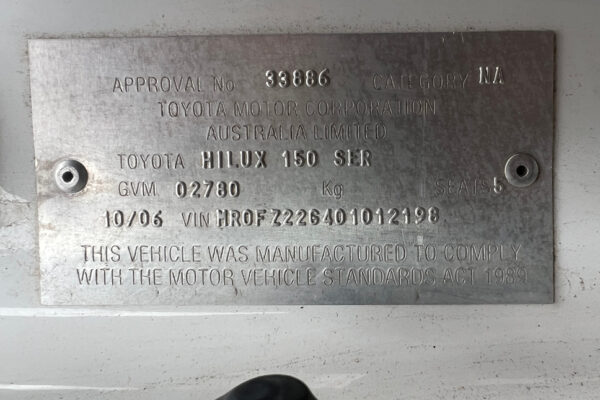 APPROVAL No 33886 CATEGORY NA
TOYOTA MOTOR CORPORATION
AUSTRALIA LIMITED
TOYOTA HILUX 150 SER
GVM 02780 Kg SEATS 5
10/06 VIN MR0FZ226401012198
THIS VEHICLE WAS MANUFACTURED TO COMPLY
WITH THE MOTOR VEHICLE STANDARDS ACT 1989